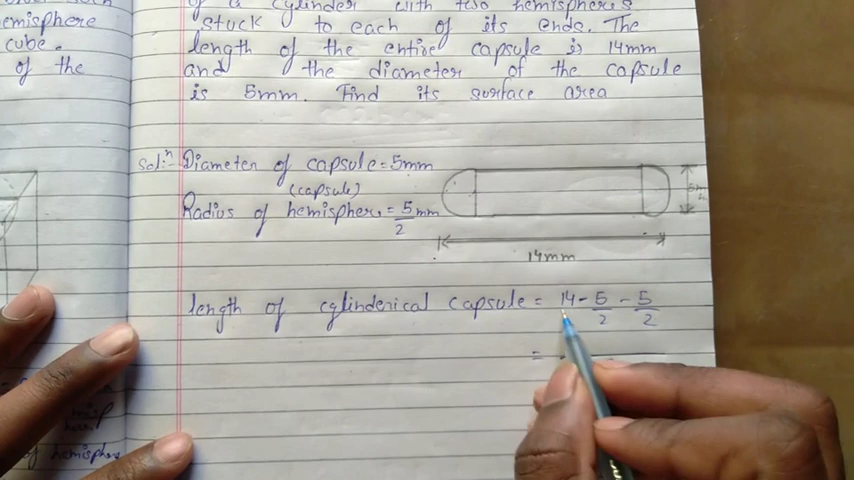 emisphere
cube.
of the
of a cylinder with two hemispheres
stuck to each of its ends. The
length of the entire capsule is 14mm
and the diameter of the capsule
is 5mm. Find its surface area
Sol:ⁿ Diameter of capsule = 5mm
(capsule)
Radius of hemisphere = 5/2 mm
14mm
length of cylinderical capsule = 14 - 5/2 - 5/2
=
of hemisphere